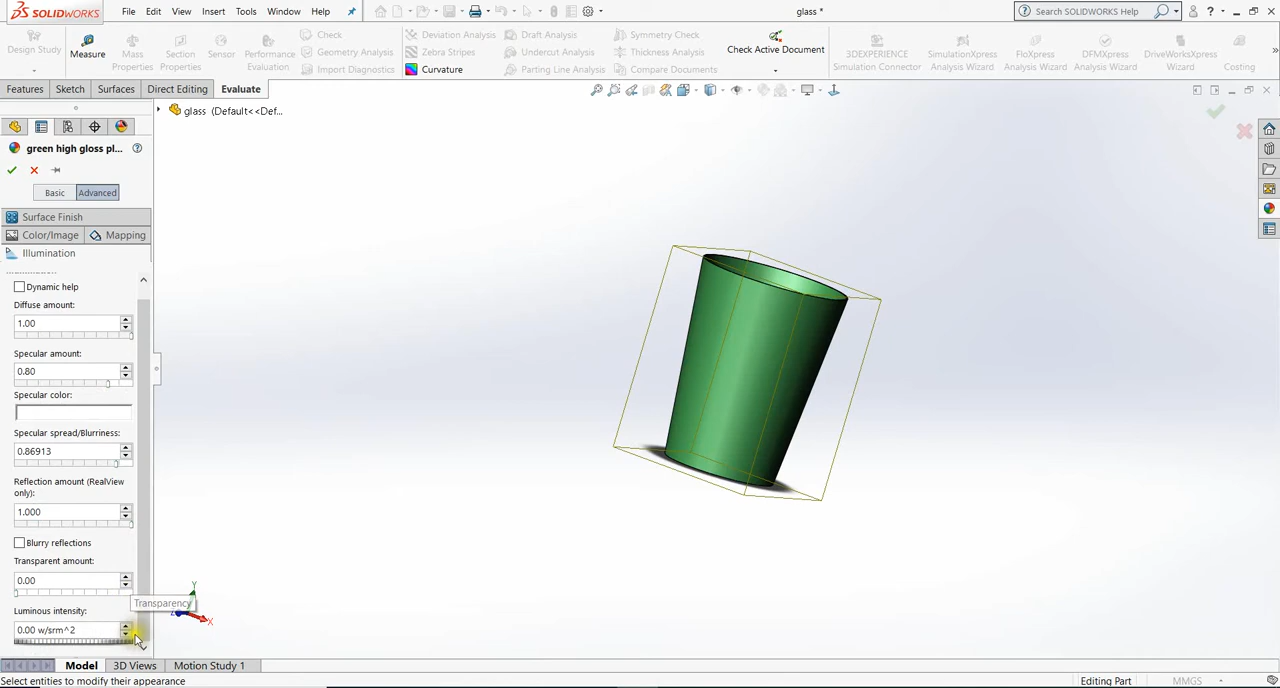 SOLIDWORKS File Edit View Insert Tools Window Help glass * Search SOLIDWORKS Help
Design Study Measure Mass Properties Section Properties Sensor Performance Evaluation Check Deviation Analysis Draft Analysis Symmetry Check Check Active Document 3DEXPERIENCE Simulation Connector SimulationXpress Analysis Wizard FloXpress Analysis Wizard DFMXpress Analysis Wizard DriveWorksXpress Wizard Costing
Geometry Analysis Zebra Stripes Undercut Analysis Thickness Analysis
Import Diagnostics Curvature Parting Line Analysis Compare Documents
Features Sketch Surfaces Direct Editing Evaluate
glass (Default<<Def...
green high gloss pl...
Basic Advanced
Surface Finish
Color/Image Mapping
Illumination
Illumination
Dynamic help
Diffuse amount:
1.00
Specular amount:
0.80
Specular color:
Specular spread/Blurriness:
0.86913
Reflection amount (RealView only):
1.000
Blurry reflections
Transparent amount:
0.00
Transparency
Luminous intensity:
0.00 w/srm^2
Y
Z
X
Model 3D Views Motion Study 1
Select entities to modify their appearance Editing Part MMGS